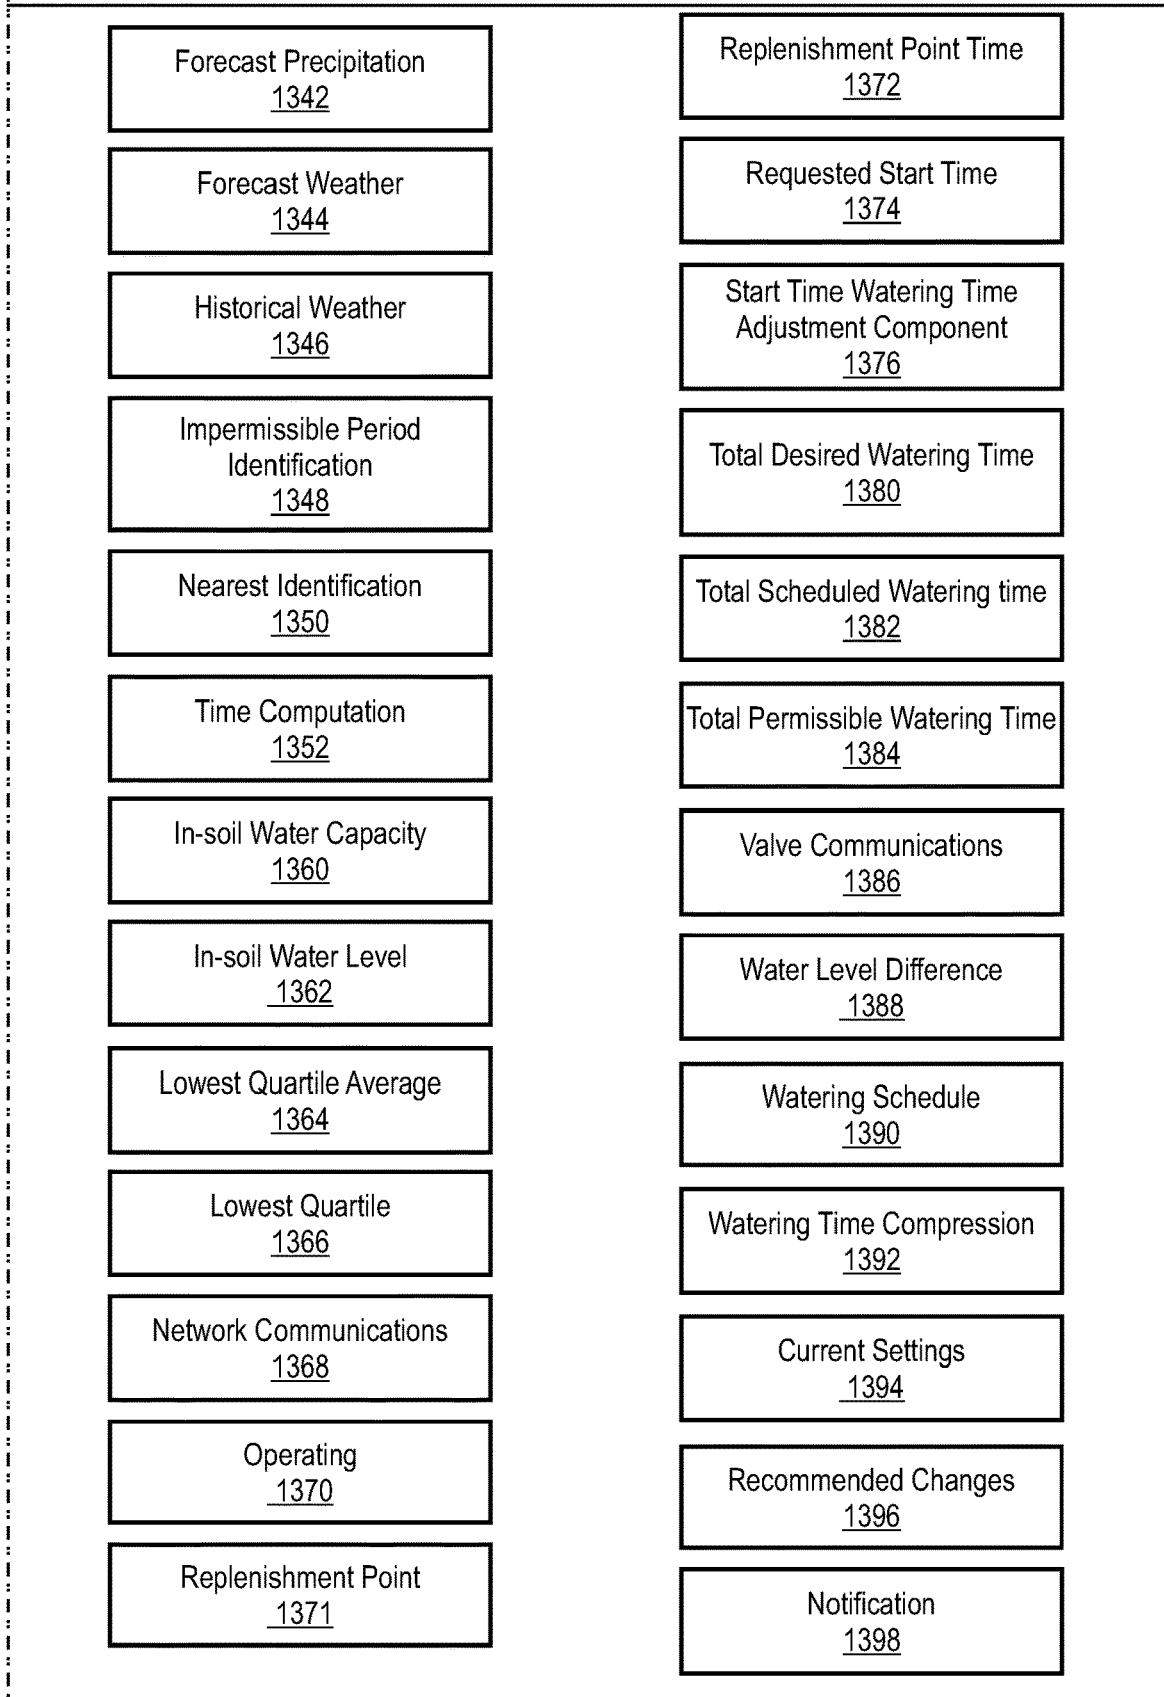 Forecast Precipitation
1342
Forecast Weather
1344
Historical Weather
1346
Impermissible Period
Identification
1348
Nearest Identification
1350
Time Computation
1352
In-soil Water Capacity
1360
In-soil Water Level
1362
Lowest Quartile Average
1364
Lowest Quartile
1366
Network Communications
1368
Operating
1370
Replenishment Point
1371
Replenishment Point Time
1372
Requested Start Time
1374
Start Time Watering Time
Adjustment Component
1376
Total Desired Watering Time
1380
Total Scheduled Watering time
1382
Total Permissible Watering Time
1384
Valve Communications
1386
Water Level Difference
1388
Watering Schedule
1390
Watering Time Compression
1392
Current Settings
1394
Recommended Changes
1396
Notification
1398